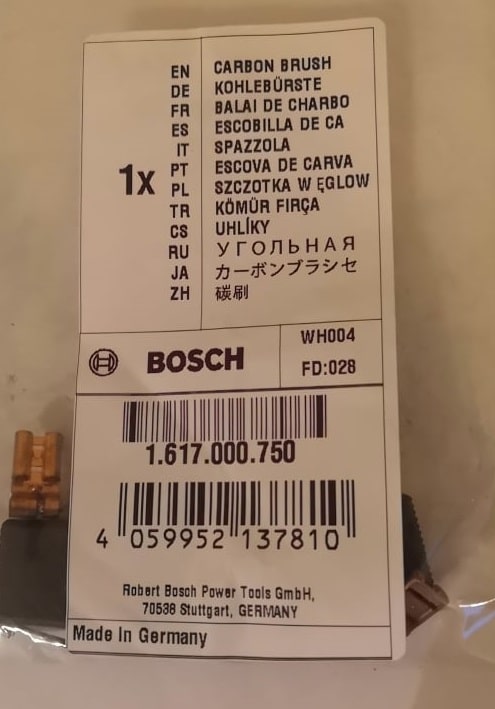 1x
EN CARBON BRUSH
DE KOHLEBÜRSTE
FR BALAI DE CHARBO
ES ESCOBILLA DE CA
IT SPAZZOLA
PT ESCOVA DE CARVA
PL SZCZOTKA W ĘGLOW
TR KÖMÜR FIRÇA
CS UHLÍKY
RU УГОЛЬНАЯ
JA カーボンブラシセ
ZH 碳刷
BOSCH
WH004
FD:028
1.617.000.750
4 059952 137810
Robert Bosch Power Tools GmbH,
70538 Stuttgart, GERMANY
Made In Germany